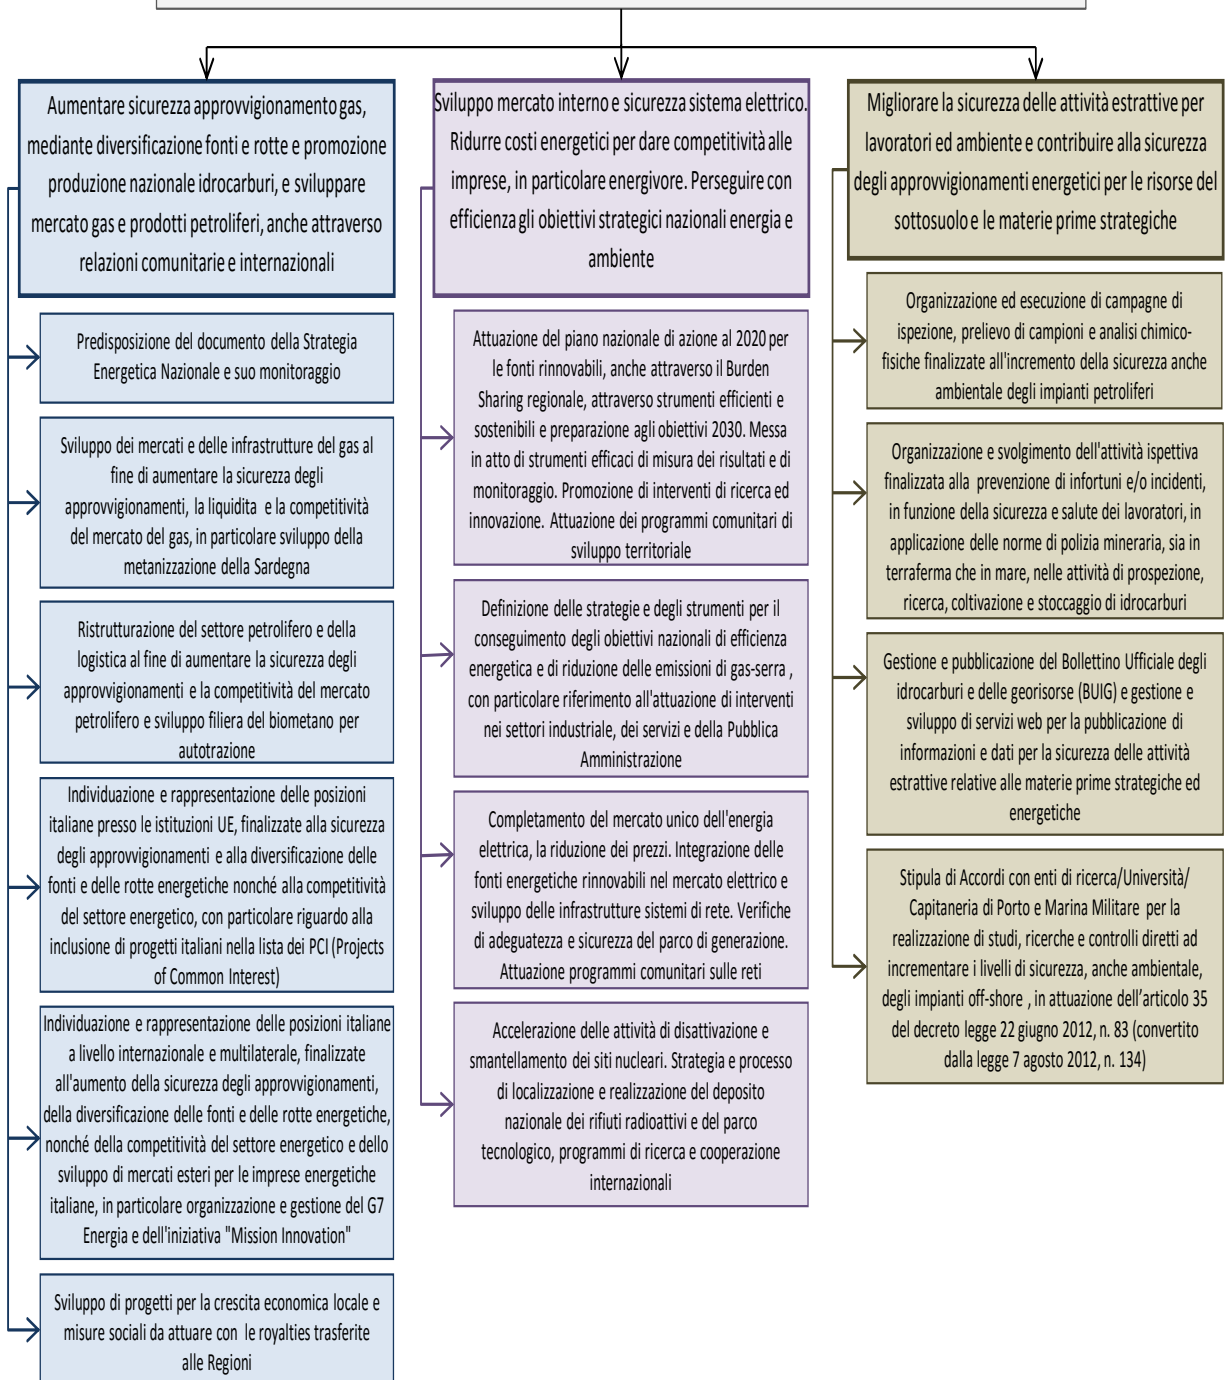 Aumentare sicurezza approvvigionamento gas,
mediante diversificazione fonti e rotte e promozione
produzione nazionale idrocarburi, e sviluppare
mercato gas e prodotti petroliferi, anche attraverso
relazioni comunitarie e internazionali
Predisposizione del documento della Strategia
Energetica Nazionale e suo monitoraggio
Sviluppo dei mercati e delle infrastrutture del gas al
fine di aumentare la sicurezza degli
approvvigionamenti, la liquidita e la competitività
del mercato del gas, in particolare sviluppo della
metanizzazione della Sardegna
Ristrutturazione del settore petrolifero e della
logistica al fine di aumentare la sicurezza degli
approvvigionamenti e la competitività del mercato
petrolifero e sviluppo filiera del biometano per
autotrazione
Individuazione e rappresentazione delle posizioni
italiane presso le istituzioni UE, finalizzate alla sicurezza
degli approvvigionamenti e alla diversificazione delle
fonti e delle rotte energetiche nonché alla competitività
del settore energetico, con particolare riguardo alla
inclusione di progetti italiani nella lista dei PCI (Projects
of Common Interest)
Individuazione e rappresentazione delle posizioni italiane
a livello internazionale e multilaterale, finalizzate
all'aumento della sicurezza degli approvvigionamenti,
della diversificazione delle fonti e delle rotte energetiche,
nonché della competitività del settore energetico e dello
sviluppo di mercati esteri per le imprese energetiche
italiane, in particolare organizzazione e gestione del G7
Energia e dell'iniziativa "Mission Innovation"
Sviluppo di progetti per la crescita economica locale e
misure sociali da attuare con le royalties trasferite
alle Regioni
Sviluppo mercato interno e sicurezza sistema elettrico.
Ridurre costi energetici per dare competitività alle
imprese, in particolare energivore. Perseguire con
efficienza gli obiettivi strategici nazionali energia e
ambiente
Attuazione del piano nazionale di azione al 2020 per
le fonti rinnovabili, anche attraverso il Burden
Sharing regionale, attraverso strumenti efficienti e
sostenibili e preparazione agli obiettivi 2030. Messa
in atto di strumenti efficaci di misura dei risultati e di
monitoraggio. Promozione di interventi di ricerca ed
innovazione. Attuazione dei programmi comunitari di
sviluppo territoriale
Definizione delle strategie e degli strumenti per il
conseguimento degli obiettivi nazionali di efficienza
energetica e di riduzione delle emissioni di gas-serra ,
con particolare riferimento all'attuazione di interventi
nei settori industriale, dei servizi e della Pubblica
Amministrazione
Completamento del mercato unico dell'energia
elettrica, la riduzione dei prezzi. Integrazione delle
fonti energetiche rinnovabili nel mercato elettrico e
sviluppo delle infrastrutture sistemi di rete. Verifiche
di adeguatezza e sicurezza del parco di generazione.
Attuazione programmi comunitari sulle reti
Accelerazione delle attività di disattivazione e
smantellamento dei siti nucleari. Strategia e processo
di localizzazione e realizzazione del deposito
nazionale dei rifiuti radioattivi e del parco
tecnologico, programmi di ricerca e cooperazione
internazionali
Migliorare la sicurezza delle attività estrattive per
lavoratori ed ambiente e contribuire alla sicurezza
degli approvvigionamenti energetici per le risorse del
sottosuolo e le materie prime strategiche
Organizzazione ed esecuzione di campagne di
ispezione, prelievo di campioni e analisi chimico-
fisiche finalizzate all'incremento della sicurezza anche
ambientale degli impianti petroliferi
Organizzazione e svolgimento dell'attività ispettiva
finalizzata alla prevenzione di infortuni e/o incidenti,
in funzione della sicurezza e salute dei lavoratori, in
applicazione delle norme di polizia mineraria, sia in
terraferma che in mare, nelle attività di prospezione,
ricerca, coltivazione e stoccaggio di idrocarburi
Gestione e pubblicazione del Bollettino Ufficiale degli
idrocarburi e delle georisorse (BUIG) e gestione e
sviluppo di servizi web per la pubblicazione di
informazioni e dati per la sicurezza delle attività
estrattive relative alle materie prime strategiche ed
energetiche
Stipula di Accordi con enti di ricerca/Università/
Capitaneria di Porto e Marina Militare per la
realizzazione di studi, ricerche e controlli diretti ad
incrementare i livelli di sicurezza, anche ambientale,
degli impianti off-shore , in attuazione dell'articolo 35
del decreto legge 22 giugno 2012, n. 83 (convertito
dalla legge 7 agosto 2012, n. 134)